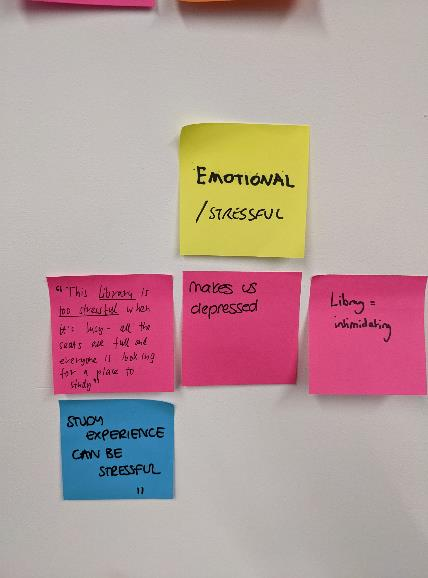 EMOTIONAL
/STRESSFUL
"This Library is
too stressful when
it's busy - all the
seats are full and
everyone is looking
for a place to
study"
makes us
depressed
Library =
intimidating
STUDY
EXPERIENCE
CAN BE
STRESSFUL
"